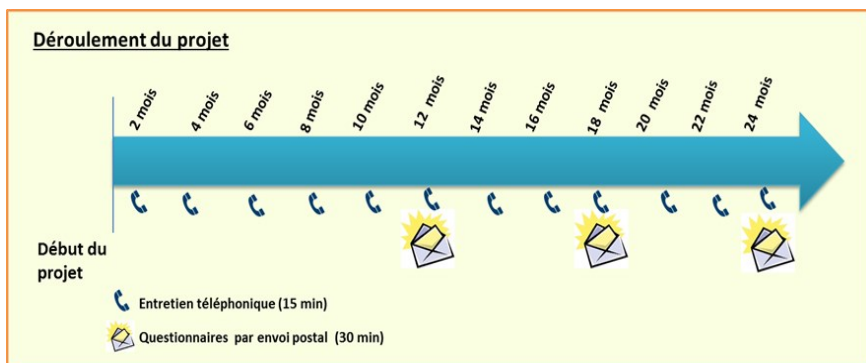 Déroulement du projet
2 mois
4 mois
6 mois
8 mois
10 mois
12 mois
14 mois
16 mois
18 mois
20 mois
22 mois
24 mois
Début du
projet
Entretien téléphonique (15 min)
Questionnaires par envoi postal (30 min)